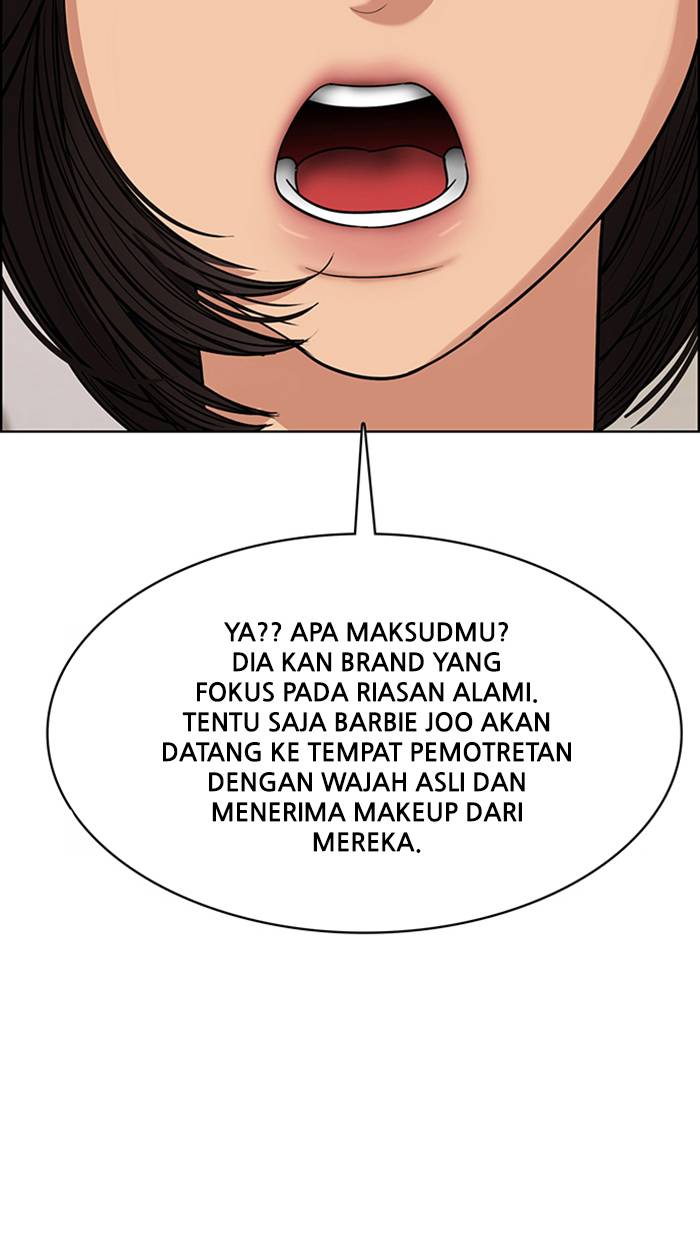 YA?? APA MAKSUDMU?
DIA KAN BRAND YANG
FOKUS PADA RIASAN ALAMI.
TENTU SAJA BARBIE JOO AKAN
DATANG KE TEMPAT PEMOTRETAN
DENGAN WAJAH ASLI DAN
MENERIMA MAKEUP DARI
MEREKA.